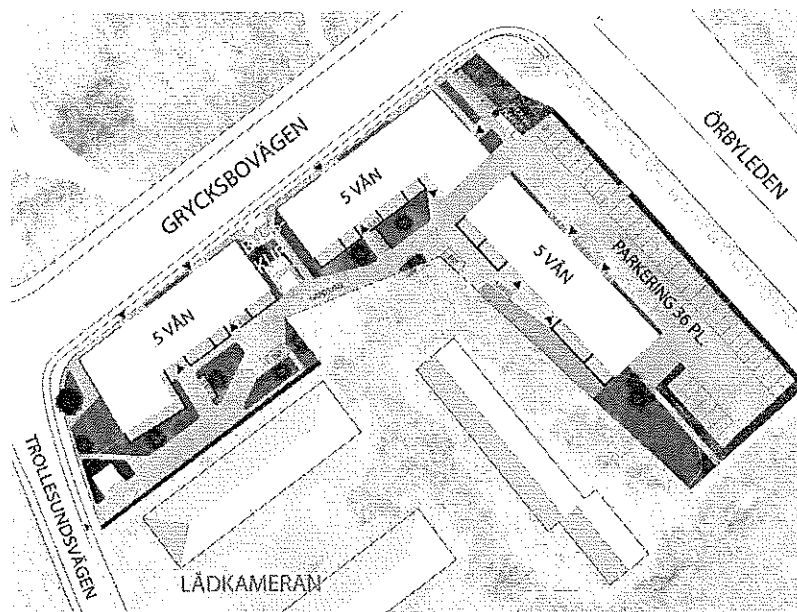 GRYCKSBOVÄGEN
ÖRBYLEDEN
5 VÅN
5 VÅN
5 VÅN
PARKERING 36 PL.
TROLLESUNDSVÄGEN
LÅDKAMERAN